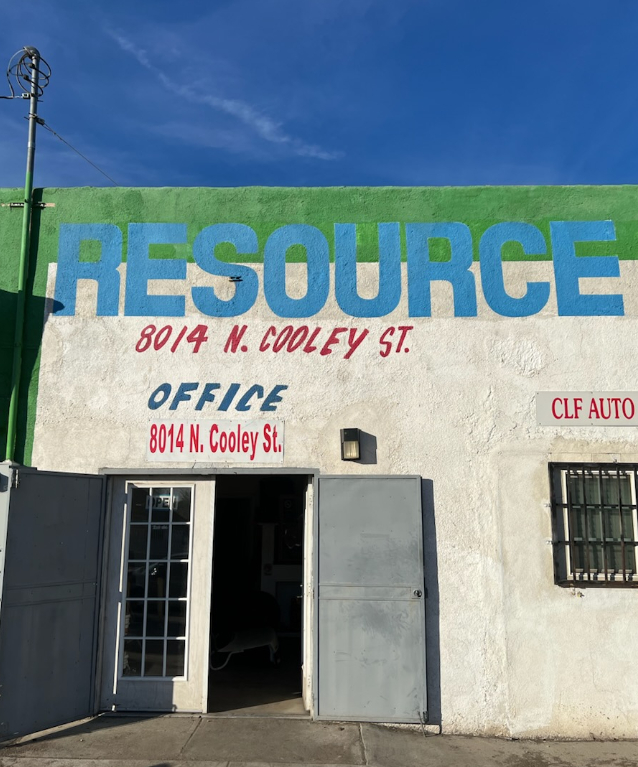 RESOURCE
8014 N. COOLEY ST.
OFFICE
CLF AUTO
8014 N. Cooley St.
OPEN